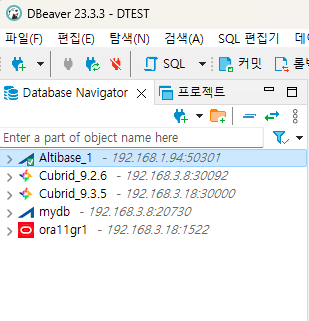 DBeaver 23.3.3 - DTEST
파일(F) 편집(E) 탐색(N) 검색(A) SQL 편집기
SQL 커밋
Database Navigator 프로젝트
Enter a part of object name here
Altibase_1 - 192.168.1.94:50301
Cubrid_9.2.6 - 192.168.3.8:30092
Cubrid_9.3.5 - 192.168.3.18:30000
mydb - 192.168.3.8:20730
ora11gr1 - 192.168.3.18:1522